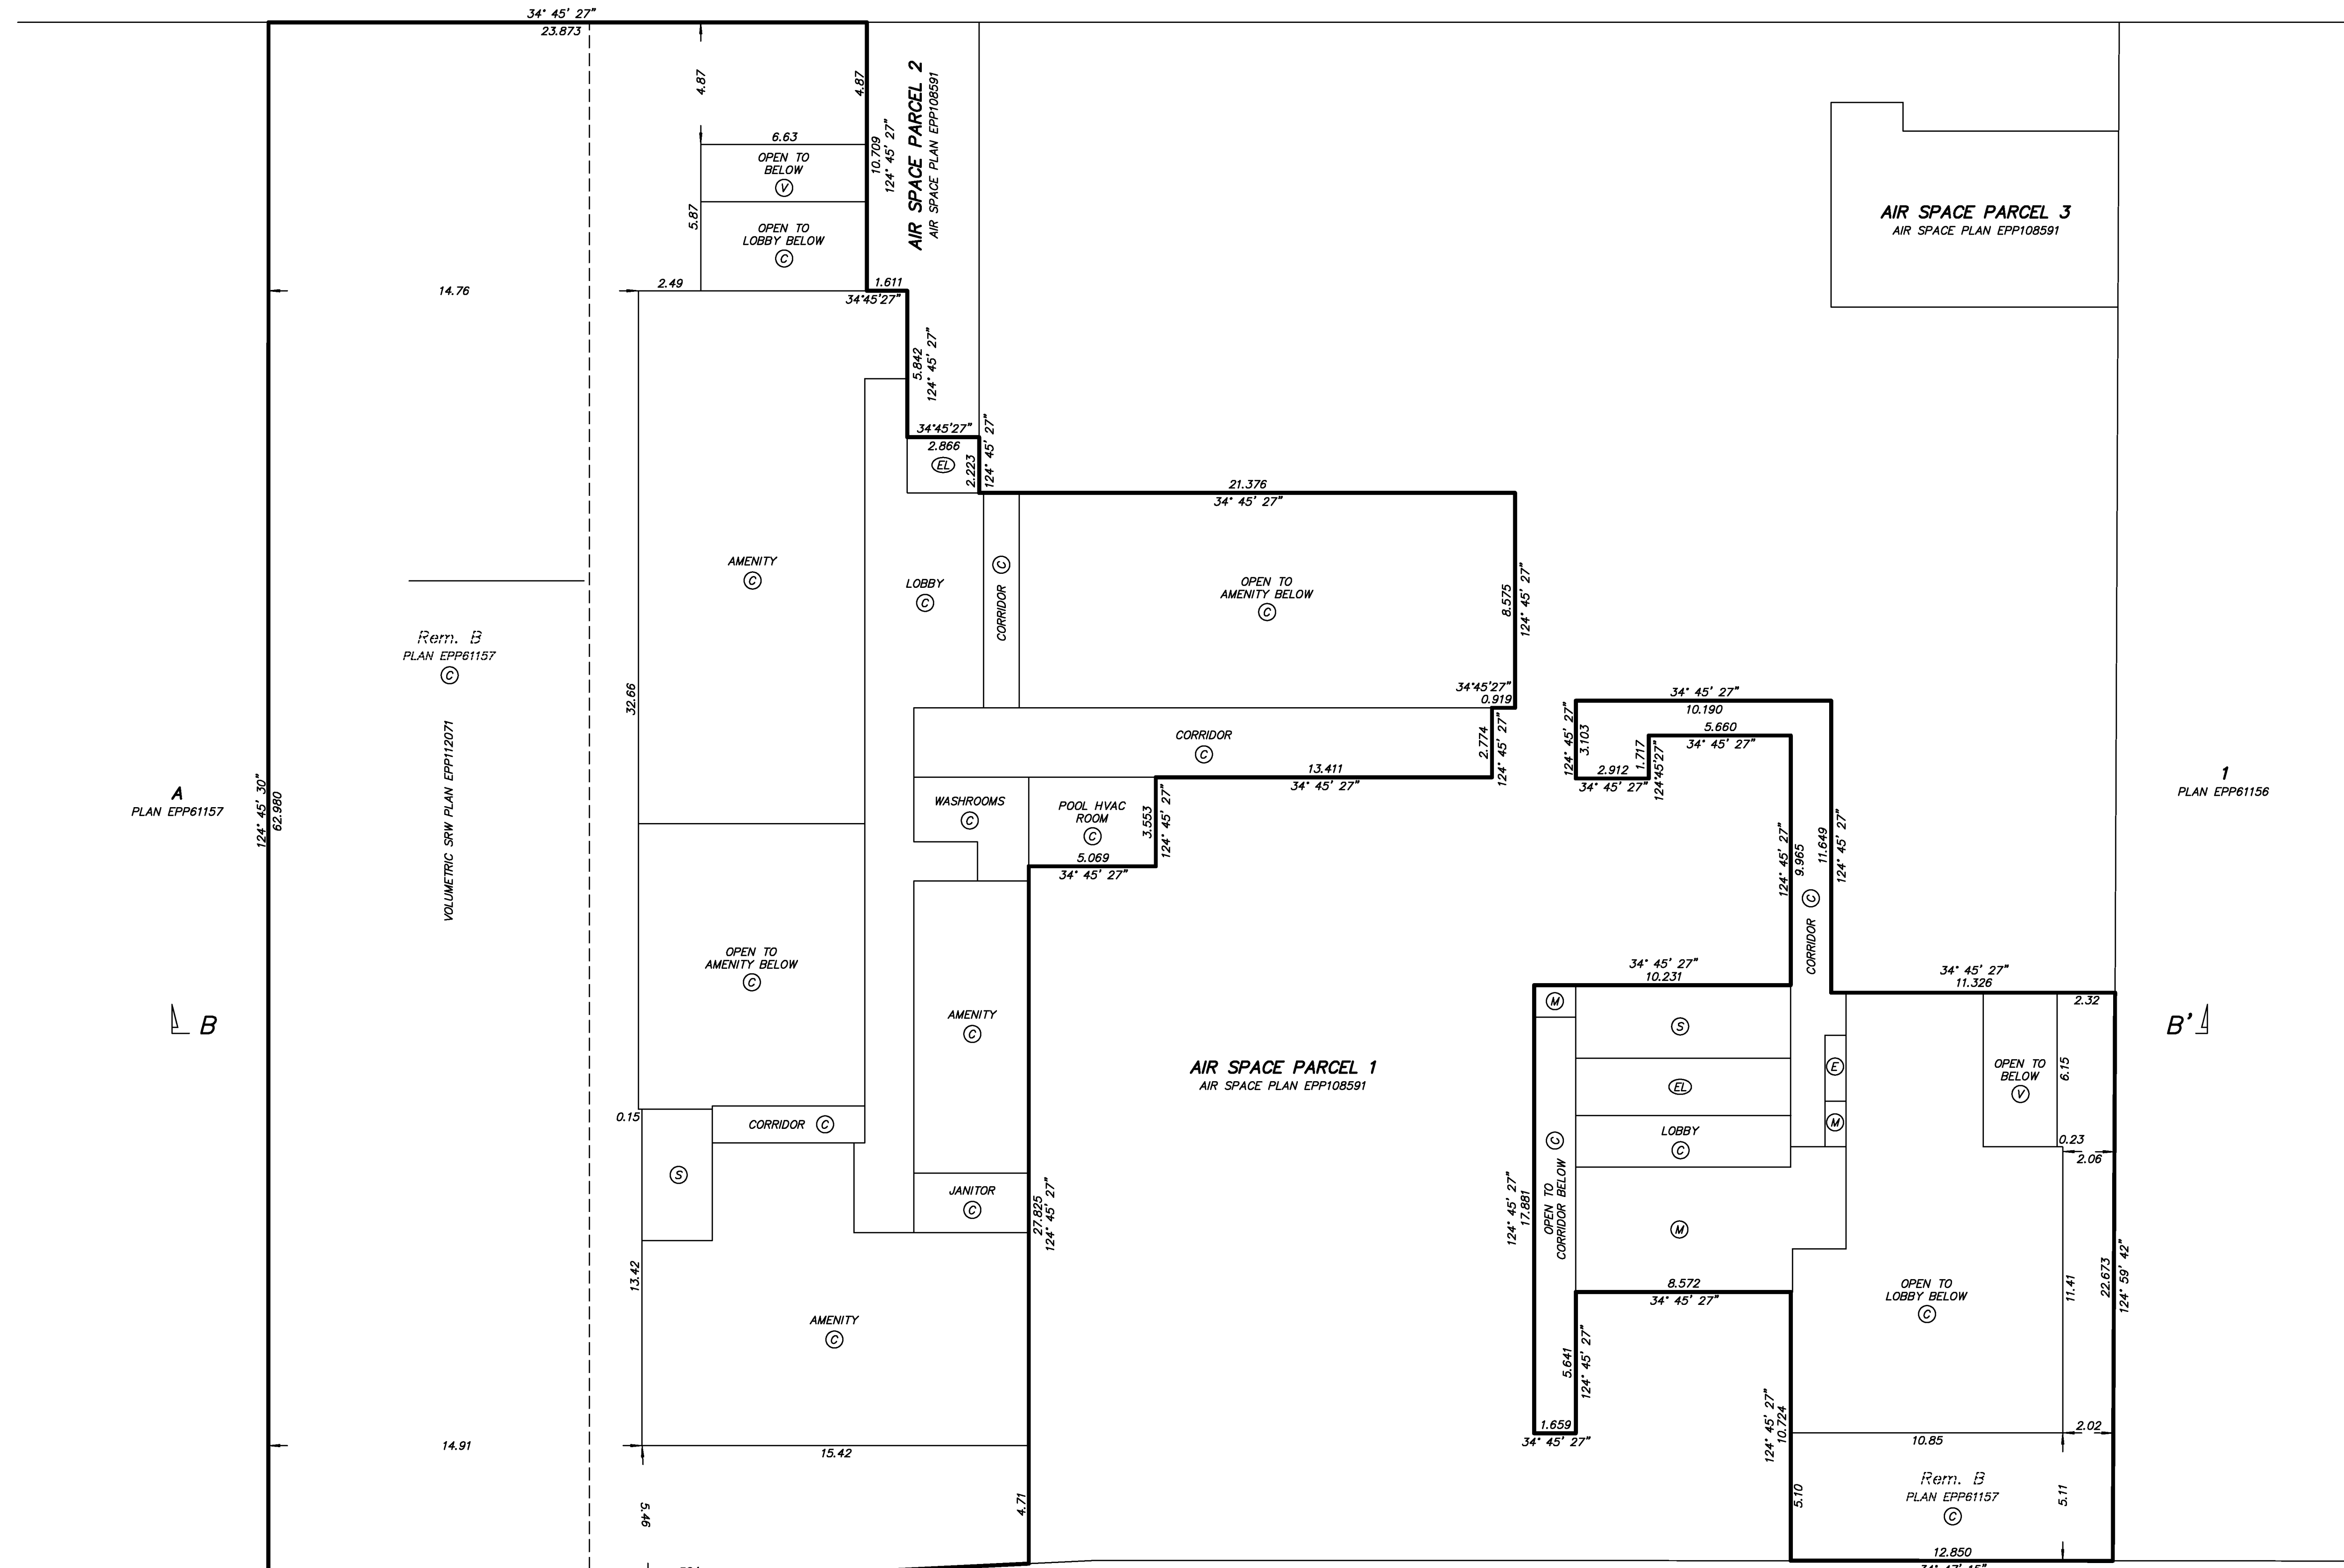 34° 45' 27"
23.873
4.87
4.87
10.709
124° 45' 27"
AIR SPACE PARCEL 2
AIR SPACE PLAN EPP108591
6.63
OPEN TO
BELOW
V
5.87
OPEN TO
LOBBY BELOW
C
14.76
2.49
1.611
34°45'27"
5.842
124° 45' 27"
34°45'27"
2.866
EL
2.223
124° 45' 27"
21.376
34° 45' 27"
AIR SPACE PARCEL 3
AIR SPACE PLAN EPP108591
AMENITY
C
LOBBY
C
CORRIDOR C
OPEN TO
AMENITY BELOW
C
8.575
124° 45' 27"
34°45'27"
0.919
Rem. B
PLAN EPP61157
C
VOLUMETRIC SRW PLAN EPP112071
32.66
CORRIDOR
C
2.774
124° 45' 27"
13.411
34° 45' 27"
34° 45' 27"
10.190
124° 45' 27"
3.103
5.660
34° 45' 27"
1.717
124°45'27"
2.912
34° 45' 27"
A
PLAN EPP61157
124° 45' 30"
62.980
WASHROOMS
C
POOL HVAC
ROOM
C
3.553
124° 45' 27"
5.069
34° 45' 27"
124° 45' 27"
9.965
11.649
124° 45' 27"
CORRIDOR C
1
PLAN EPP61156
OPEN TO
AMENITY BELOW
C
34° 45' 27"
10.231
34° 45' 27"
11.326
2.32
B
B'
AMENITY
C
AIR SPACE PARCEL 1
AIR SPACE PLAN EPP108591
M
S
EL
LOBBY
C
M
E
M
OPEN TO
BELOW
V
6.15
0.23
2.06
0.15
CORRIDOR C
S
JANITOR
C
27.825
124° 45' 27"
124° 45' 27"
17.881
OPEN TO
CORRIDOR BELOW
C
13.42
AMENITY
C
8.572
34° 45' 27"
OPEN TO
LOBBY BELOW
C
11.41
22.673
124° 59' 42"
5.641
124° 45' 27"
1.659
34° 45' 27"
124° 45' 27"
10.724
2.02
10.85
14.91
15.42
5.46
4.71
5.10
Rem. B
PLAN EPP61157
C
5.11
12.850